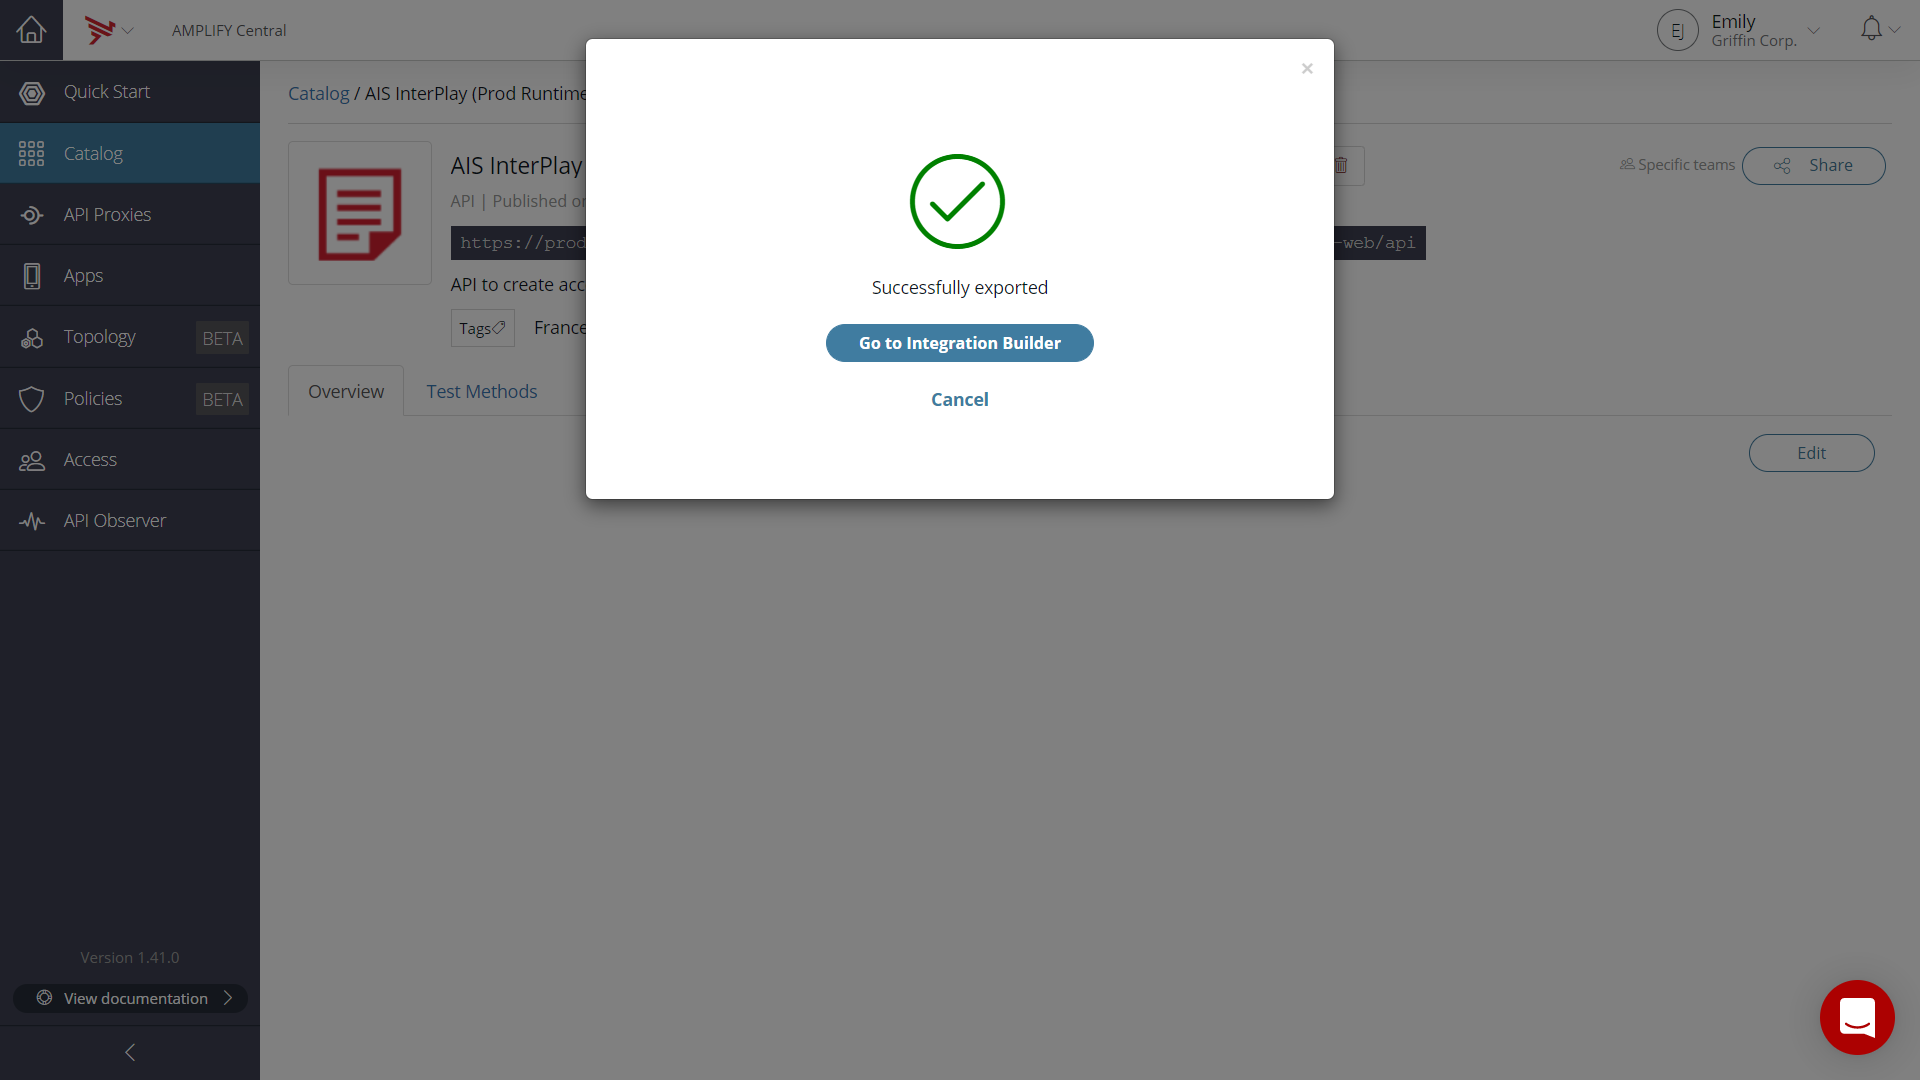 AMPLIFY Central
EJ
Emily
Griffin Corp.
Quick Start
Catalog
API Proxies
Apps
Topology BETA
Policies BETA
Access
API Observer
Version 1.41.0
View documentation
Catalog / AIS InterPlay (Prod Runtime
AIS InterPlay
API | Published on
https://prod
-web/api
API to create acc
Tags
France
Specific teams
Share
Overview
Test Methods
Edit
×
Successfully exported
Go to Integration Builder
Cancel